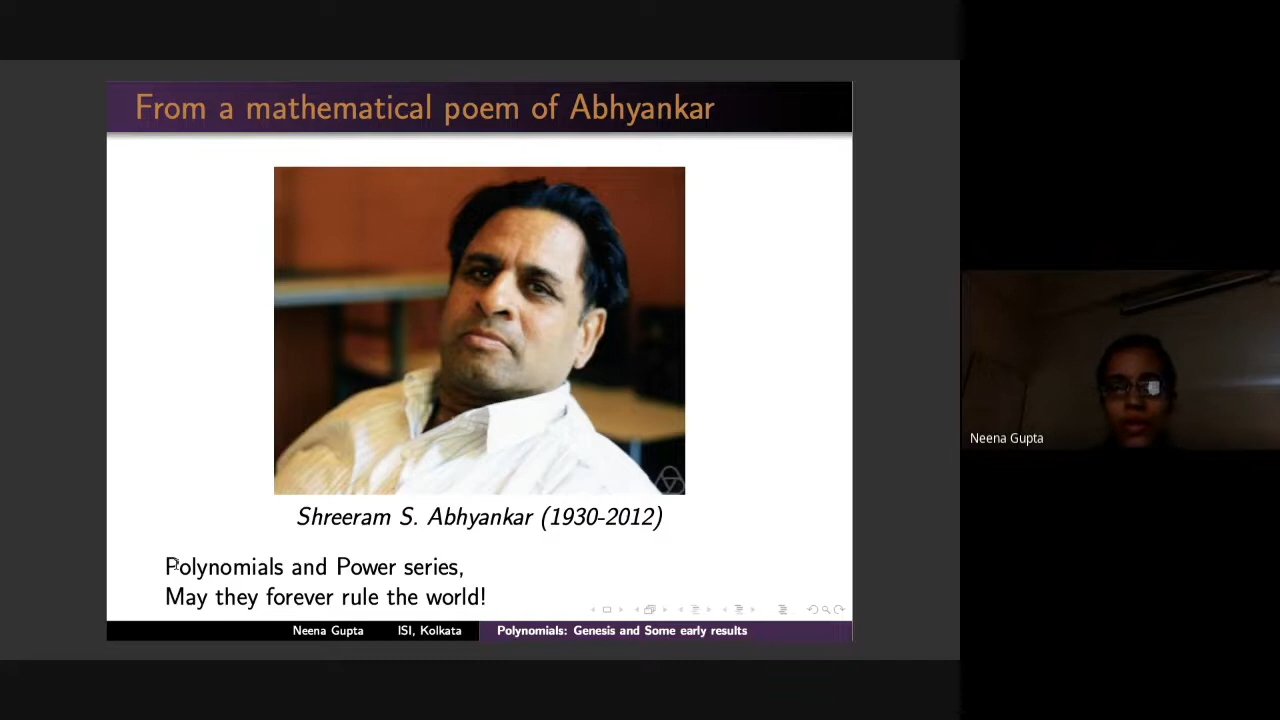 From a mathematical poem of Abhyankar
Shreeram S. Abhyankar (1930-2012)
Polynomials and Power series,
May they forever rule the world!
Neena Gupta ISI, Kolkata Polynomials: Genesis and Some early results
Neena Gupta